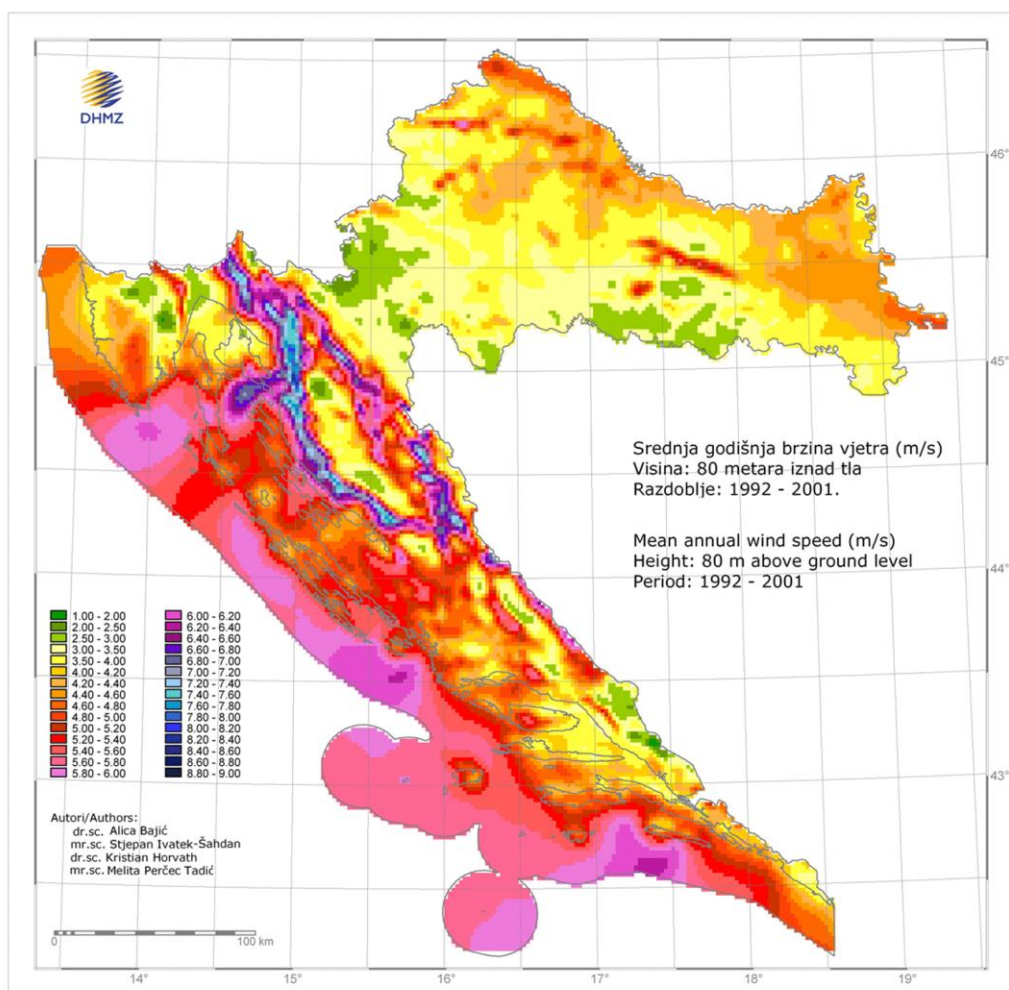 DHMZ
46°
45°
Srednja godišnja brzina vjetra (m/s)
Visina: 80 metara iznad tla
Razdoblje: 1992 - 2001.
Mean annual wind speed (m/s)
Height: 80 m above ground level
Period: 1992 - 2001
44°
1.00 - 2.00
2.00 - 2.50
2.50 - 3.00
3.00 - 3.50
3.50 - 4.00
4.00 - 4.20
4.20 - 4.40
4.40 - 4.60
4.60 - 4.80
4.80 - 5.00
5.00 - 5.20
5.20 - 5.40
5.40 - 5.60
5.60 - 5.80
5.80 - 6.00
6.00 - 6.20
6.20 - 6.40
6.40 - 6.60
6.60 - 6.80
6.80 - 7.00
7.00 - 7.20
7.20 - 7.40
7.40 - 7.60
7.60 - 7.80
7.80 - 8.00
8.00 - 8.20
8.20 - 8.40
8.40 - 8.60
8.60 - 8.80
8.80 - 9.00
43°
Autori/Authors:
dr.sc. Alica Bajić
mr.sc. Stjepan Ivatek-Šahdan
dr.sc. Kristian Horvath
mr.sc. Melita Perčec Tadić
0 100 km
14° 15° 16° 17° 18° 19°